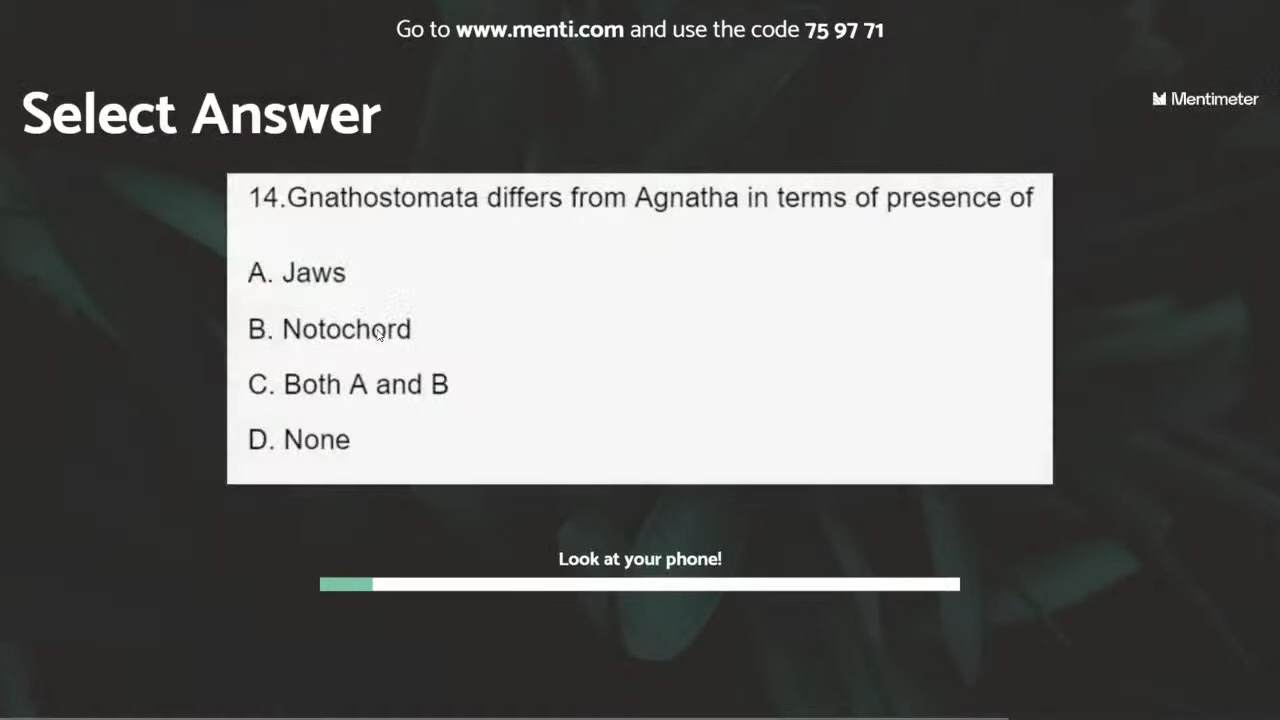 Go to www.menti.com and use the code 75 97 71
Select Answer
Mentimeter
14.Gnathostomata differs from Agnatha in terms of presence of
A. Jaws
B. Notochord
C. Both A and B
D. None
Look at your phone!